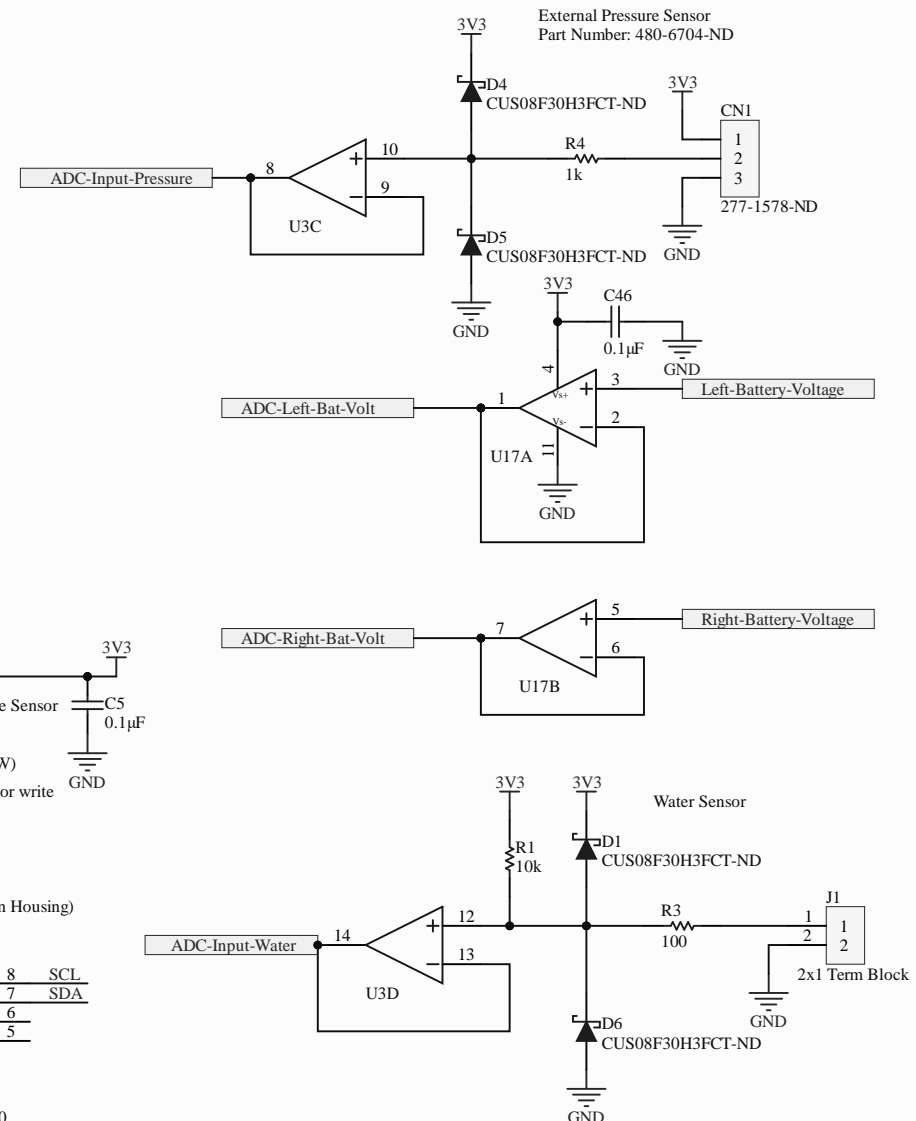 External Pressure Sensor
Part Number: 480-6704-ND
3V3
D4
CUS08F30H3FCT-ND
3V3
CN1
R4
1k
1
2
3
277-1578-ND
GND
10
9
8
+
−
U3C
ADC-Input-Pressure
D5
CUS08F30H3FCT-ND
GND
3V3
C46
0.1µF
GND
4
Vs+
Vs-
11
3
2
1
+
−
U17A
GND
Left-Battery-Voltage
ADC-Left-Bat-Volt
5
6
7
+
−
U17B
Right-Battery-Voltage
ADC-Right-Bat-Volt
3V3
e Sensor
C5
0.1µF
GND
W)
or write
n Housing)
8 SCL
7 SDA
6
5
0
3V3
3V3
Water Sensor
R1
10k
D1
CUS08F30H3FCT-ND
12
13
14
+
−
U3D
ADC-Input-Water
R3
100
J1
1 1
2 2
2x1 Term Block
GND
D6
CUS08F30H3FCT-ND
GND